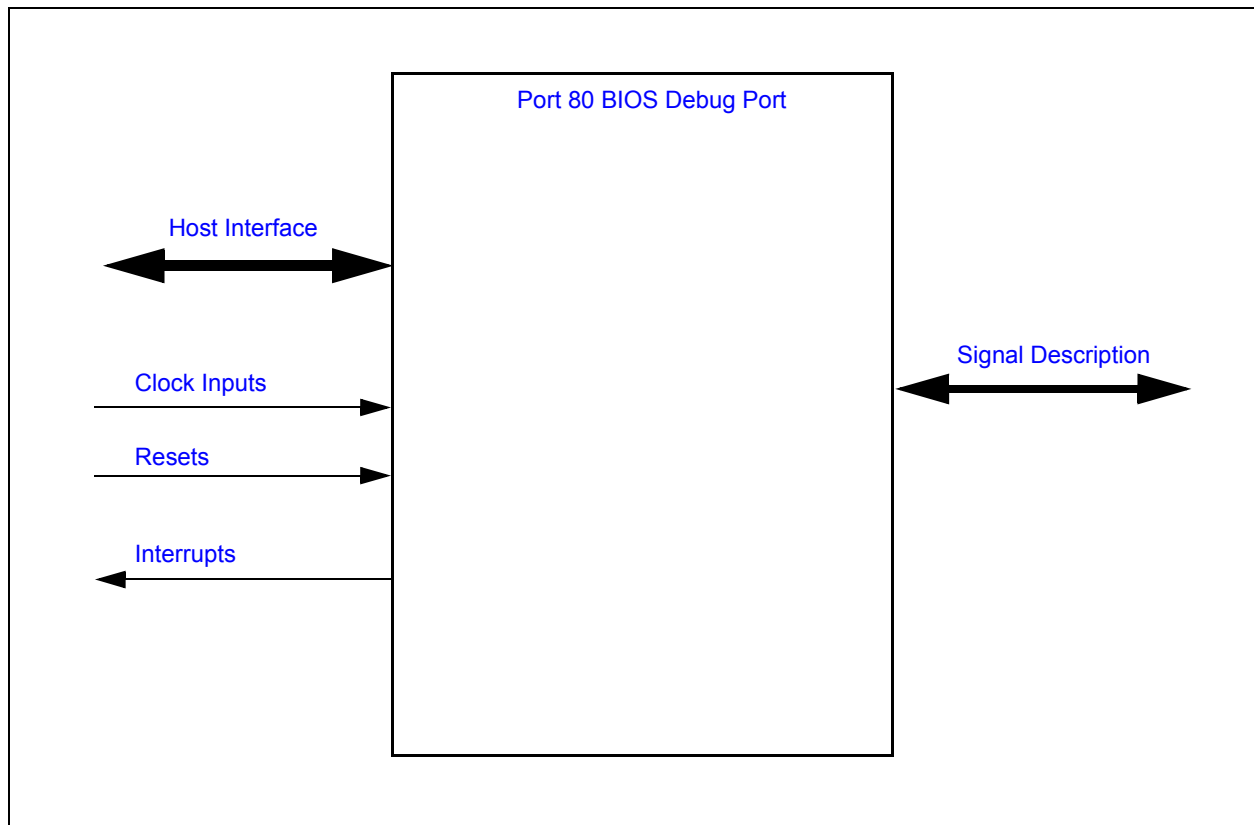 Port 80 BIOS Debug Port
Host Interface
Signal Description
Clock Inputs
Resets
Interrupts